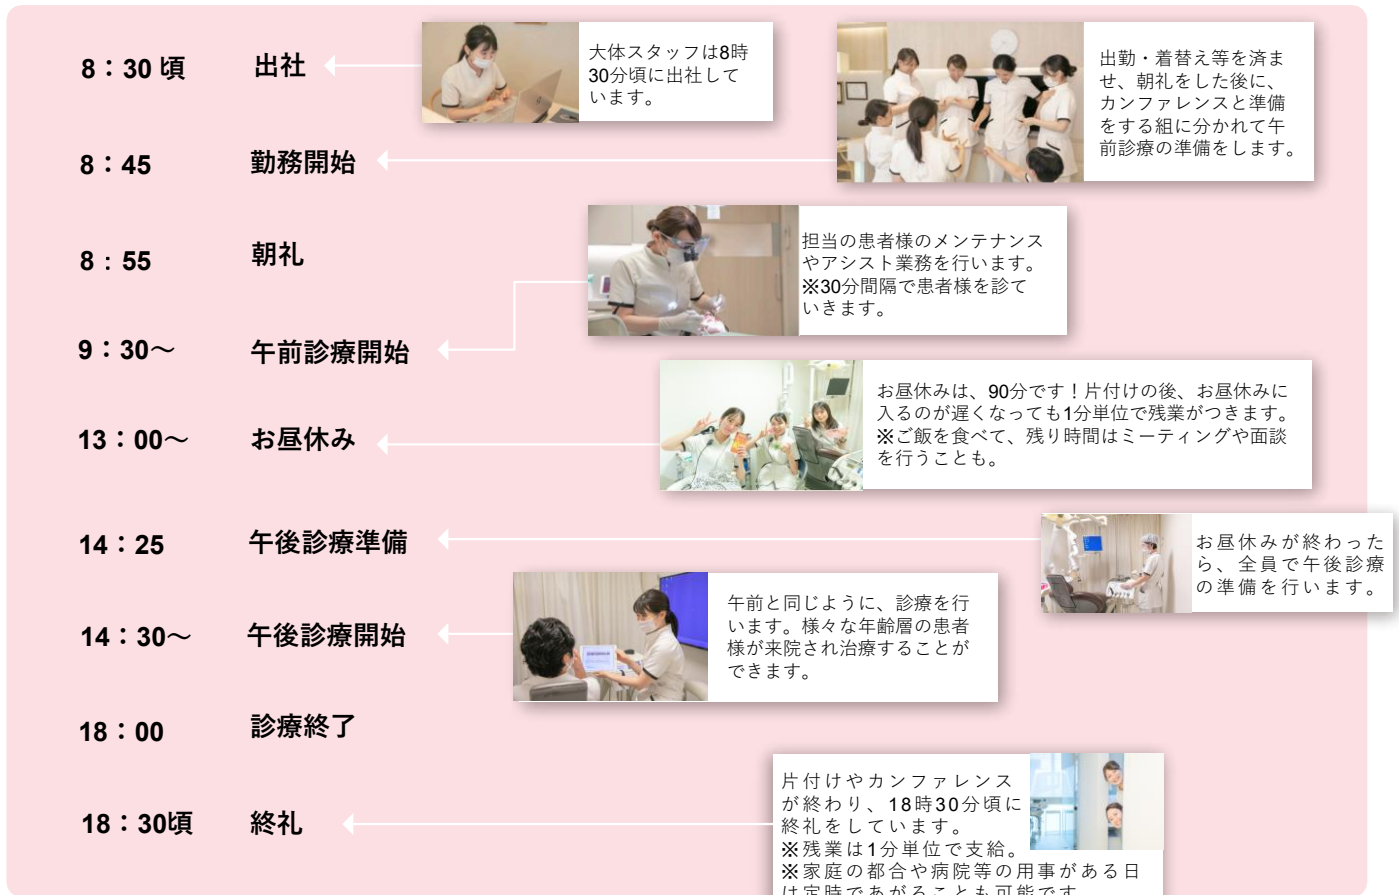 8：30 頃 出社
大体スタッフは8時
30分頃に出社して
います。
8：45 勤務開始
出勤・着替え等を済ま
せ、朝礼をした後に、
カンファレンスと準備
をする組に分かれて午
前診療の準備をします。
8：55 朝礼
9：30～ 午前診療開始
担当の患者様のメンテナンス
やアシスト業務を行います。
※30分間隔で患者様を診て
いきます。
13：00～ お昼休み
お昼休みは、90分です！片付けの後、お昼休みに
入るのが遅くなっても1分単位で残業がつきます。
※ご飯を食べて、残り時間はミーティングや面談
を行うことも。
14：25 午後診療準備
お昼休みが終わった
ら、全員で午後診療
の準備を行います。
14：30～ 午後診療開始
午前と同じように、診療を行
います。様々な年齢層の患者
様が来院され治療することが
できます。
18：00 診療終了
18：30頃 終礼
片付けやカンファレンス
が終わり、18時30分頃に
終礼をしています。
※残業は1分単位で支給。
※家庭の都合や病院等の用事がある日
は定時であがることも可能です